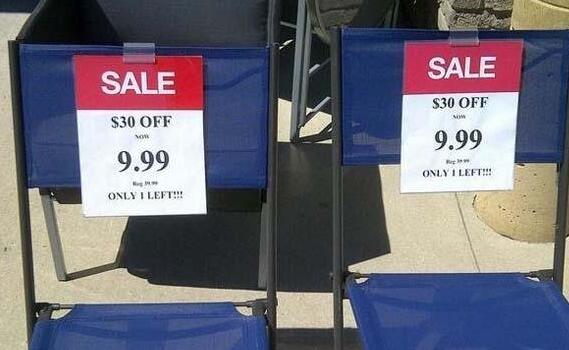 SALE
$30 OFF
NOW
9.99
Reg 39.99
ONLY 1 LEFT!!!
SALE
$30 OFF
NOW
9.99
Reg 39.99
ONLY 1 LEFT!!!